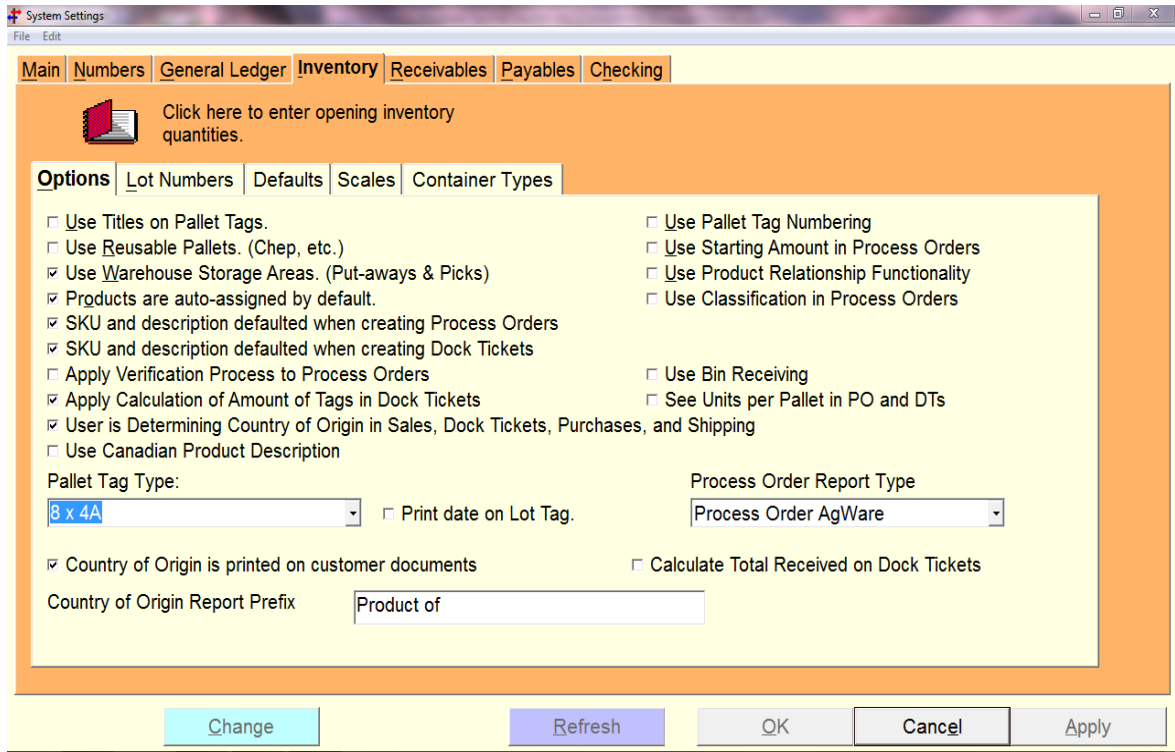 System Settings
File Edit
Main Numbers General Ledger Inventory Receivables Payables Checking
Click here to enter opening inventory
quantities.
Options Lot Numbers Defaults Scales Container Types
Use Titles on Pallet Tags. Use Pallet Tag Numbering
Use Reusable Pallets. (Chep, etc.) Use Starting Amount in Process Orders
Use Warehouse Storage Areas. (Put-aways & Picks) Use Product Relationship Functionality
Products are auto-assigned by default. Use Classification in Process Orders
SKU and description defaulted when creating Process Orders
SKU and description defaulted when creating Dock Tickets
Apply Verification Process to Process Orders Use Bin Receiving
Apply Calculation of Amount of Tags in Dock Tickets See Units per Pallet in PO and DTs
User is Determining Country of Origin in Sales, Dock Tickets, Purchases, and Shipping
Use Canadian Product Description
Pallet Tag Type: Process Order Report Type
8 x 4A Print date on Lot Tag. Process Order AgWare
Country of Origin is printed on customer documents Calculate Total Received on Dock Tickets
Country of Origin Report Prefix Product of
Change Refresh OK Cancel Apply